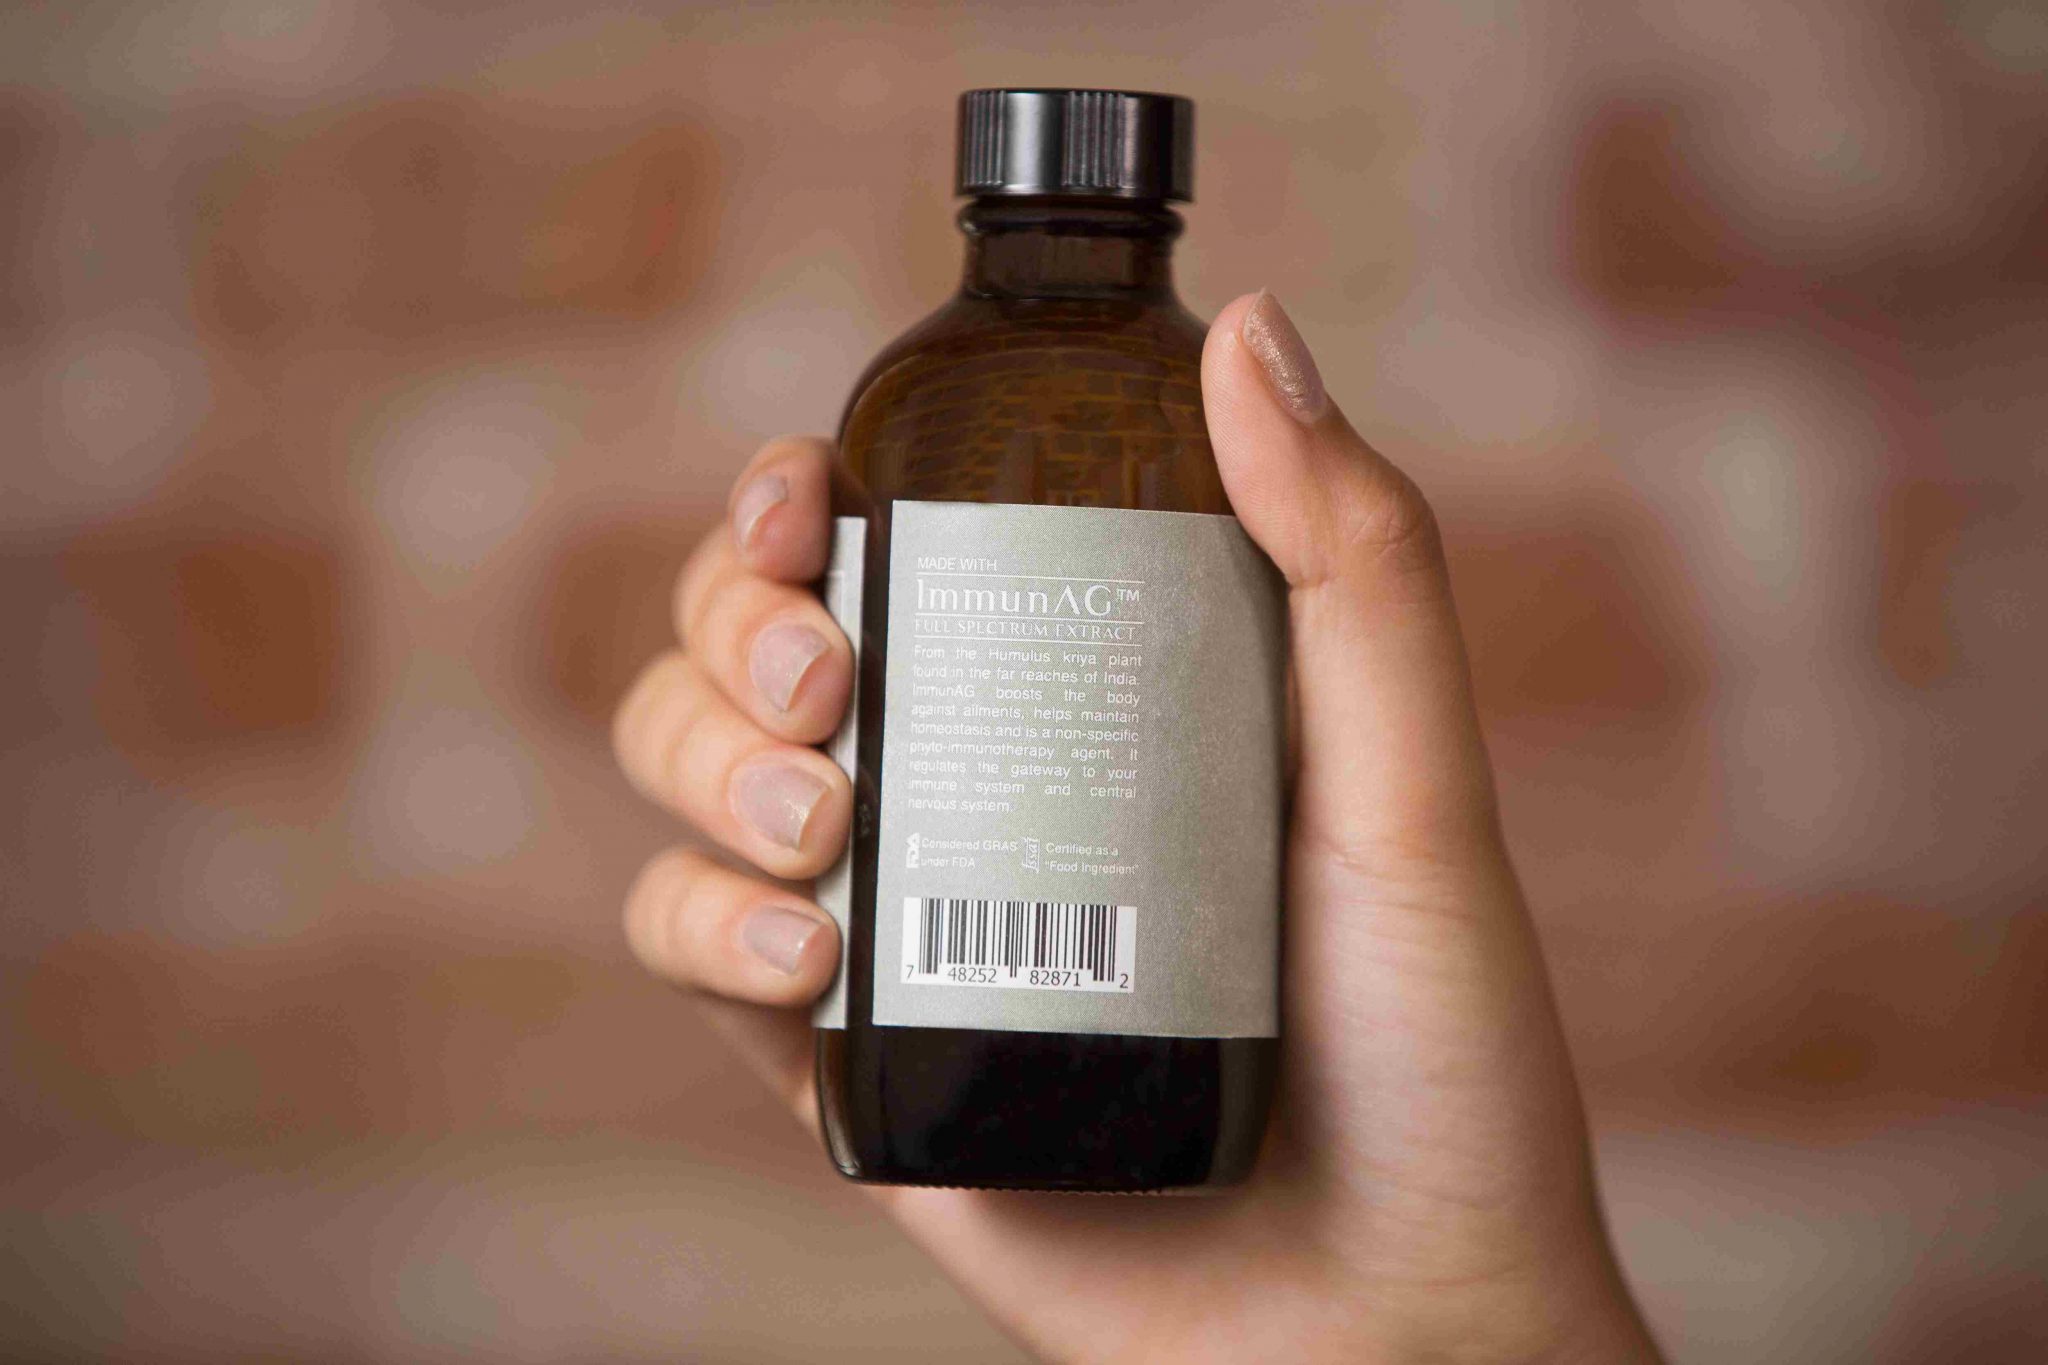 MADE WITH
ImmunAG™
FULL SPECTRUM EXTRACT
From the Humulus kriya plant
found in the far reaches of India.
ImmunAG boosts the body
against ailments, helps maintain
homeostasis and is a non-specific
phyto-immunotherapy agent. It
regulates the gateway to your
immune system and central
nervous system.
FDA Considered GRAS
under FDA
fssai Certified as a
"Food Ingredient"
7 48252 82871 2